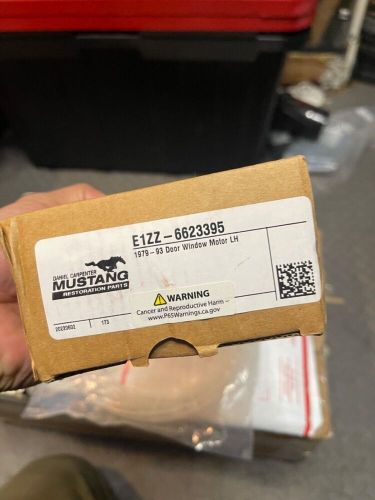 E1ZZ-6623395
1979-93 Door Window Motor LH
DANIEL CARPENTER
MUSTANG
RESTORATION PARTS
WARNING
Cancer and Reproductive Harm -
www.P65Warnings.ca.gov
173